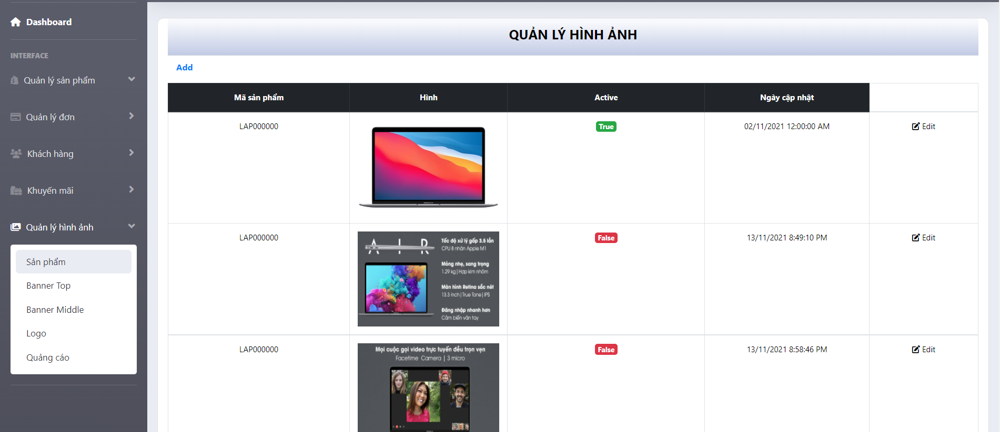 Dashboard
INTERFACE
Quản lý sản phẩm
Quản lý đơn
Khách hàng
Khuyến mãi
Quản lý hình ảnh
Sản phẩm
Banner Top
Banner Middle
Logo
Quảng cáo
QUẢN LÝ HÌNH ẢNH
Add
Mã sản phẩm Hình Active Ngày cập nhật
LAP000000 True 02/11/2021 12:00:00 AM Edit
LAP000000 False 13/11/2021 8:49:10 PM Edit
AIR
Tốc độ xử lý gấp 3.5 lần
CPU 8 nhân Apple M1
Mỏng nhẹ, sang trọng
1.29 kg | Hợp kim nhôm
Màn hình Retina sắc nét
13.3 inch | True Tone | IPS
Đăng nhập nhanh hơn
Cảm biến vân tay
LAP000000 False 13/11/2021 8:58:46 PM Edit
Mọi cuộc gọi video trực tuyến đều trọn vẹn
Facetime Camera | 3 micro